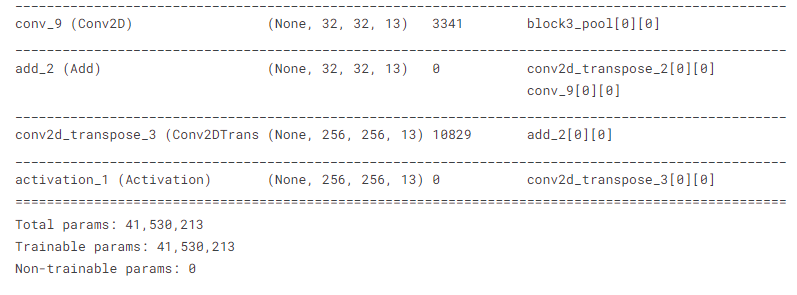 conv_9 (Conv2D) (None, 32, 32, 13) 3341 block3_pool[0][0]
add_2 (Add) (None, 32, 32, 13) 0 conv2d_transpose_2[0][0]
conv_9[0][0]
conv2d_transpose_3 (Conv2DTrans (None, 256, 256, 13) 10829 add_2[0][0]
activation_1 (Activation) (None, 256, 256, 13) 0 conv2d_transpose_3[0][0]
Total params: 41,530,213
Trainable params: 41,530,213
Non-trainable params: 0